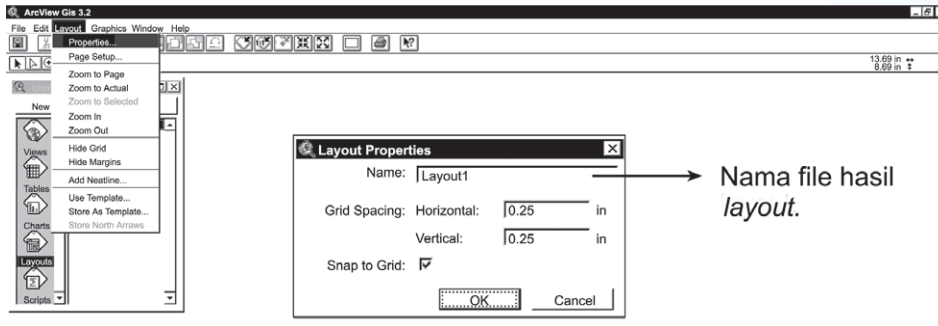 ArcView Gis 3.2
File Edit Layout Graphics Window Help
Properties...
Page Setup...
13.69 in
8.69 in
Zoom to Page
Zoom to Actual
Zoom to Selected
New
Zoom In
Zoom Out
Hide Grid
Views
Hide Margins
Add Neatline...
Tables
Use Template...
Store As Template...
Charts
Store North Arraws
Layouts
Scripts
Layout Properties
Name: Layout1
Nama file hasil
layout.
Grid Spacing: Horizontal: 0.25 in
Vertical: 0.25 in
Snap to Grid:
OK Cancel